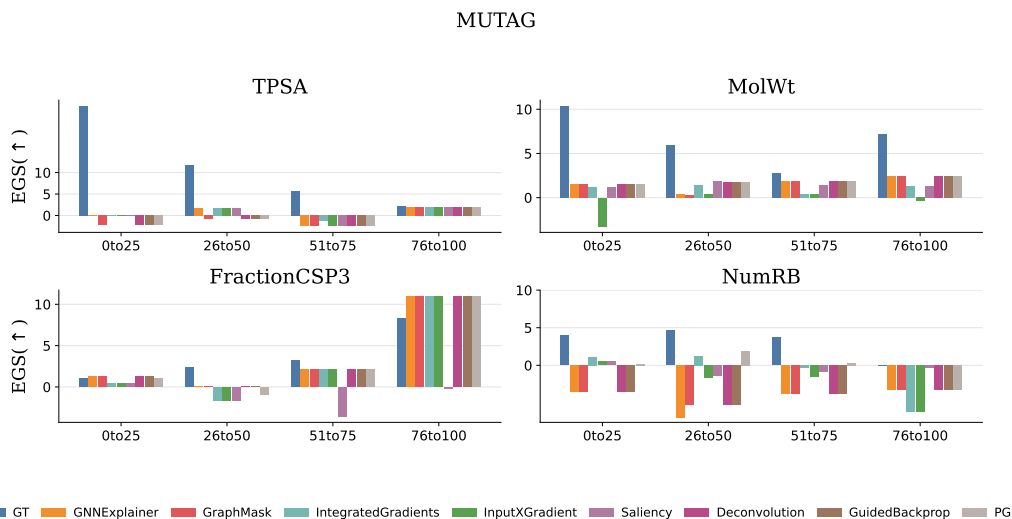 MUTAG
TPSA
MolWt
EGS(↑)
10
5
0
10
5
0
0to25 26to50 51to75 76to100
0to25 26to50 51to75 76to100
FractionCSP3
NumRB
EGS(↑)
10
5
0
10
5
0
0to25 26to50 51to75 76to100
0to25 26to50 51to75 76to100
GT GNNExplainer GraphMask IntegratedGradients InputXGradient Saliency Deconvolution GuidedBackprop PG